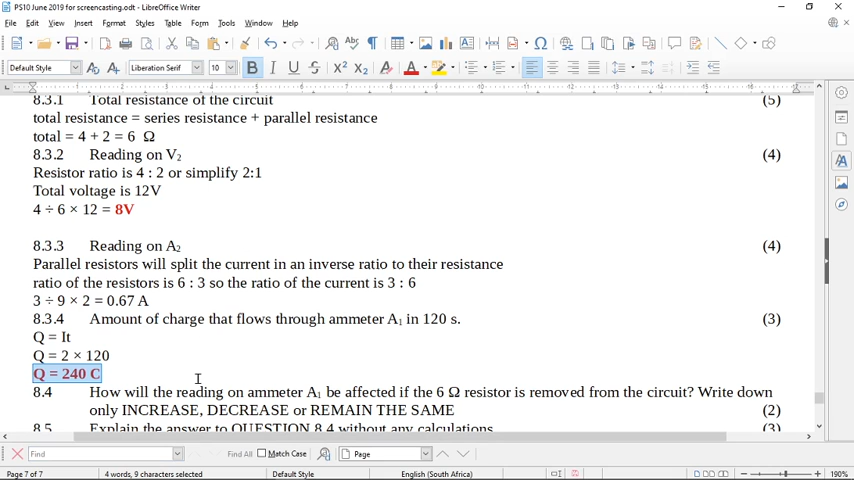 PS10 June 2019 for screencasting.odt - LibreOffice Writer
File Edit View Insert Format Styles Table Form Tools Window Help
Default Style Liberation Serif 10
8.3.1 Total resistance of the circuit (5)
total resistance = series resistance + parallel resistance
total = 4 + 2 = 6 Ω
8.3.2 Reading on V₂ (4)
Resistor ratio is 4 : 2 or simplify 2:1
Total voltage is 12V
4 ÷ 6 × 12 = 8V
8.3.3 Reading on A₂ (4)
Parallel resistors will split the current in an inverse ratio to their resistance
ratio of the resistors is 6 : 3 so the ratio of the current is 3 : 6
3 ÷ 9 × 2 = 0.67 A
8.3.4 Amount of charge that flows through ammeter A₁ in 120 s. (3)
Q = It
Q = 2 × 120
Q = 240 C
8.4 How will the reading on ammeter A₁ be affected if the 6 Ω resistor is removed from the circuit? Write down
only INCREASE, DECREASE or REMAIN THE SAME (2)
8.5 Explain the answer to QUESTION 8.4 without any calculations (3)
Find Find All Match Case Page
Page 7 of 7 4 words, 9 characters selected Default Style English (South Africa) 190%